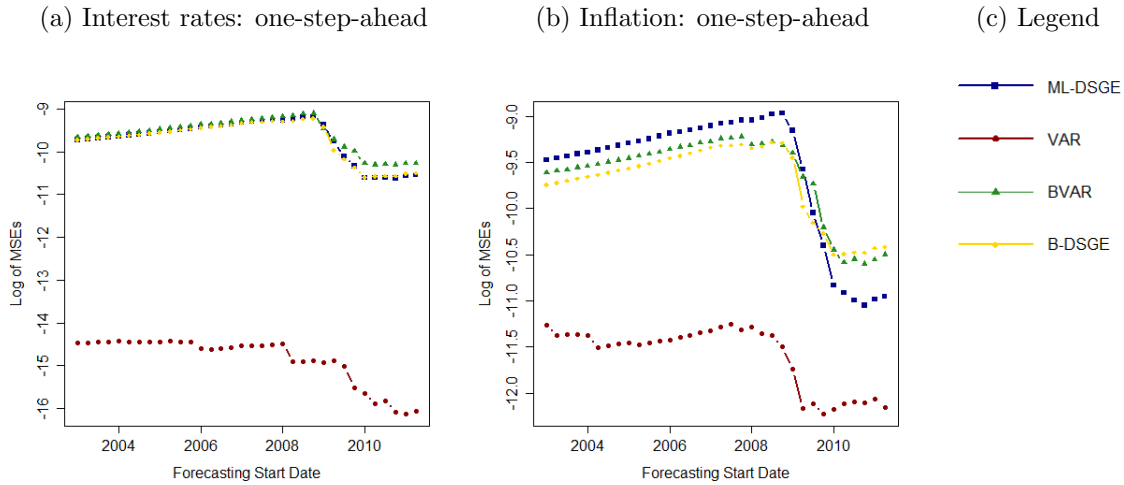 (a) Interest rates: one-step-ahead
(b) Inflation: one-step-ahead
(c) Legend
Log of MSEs
-9
-10
-11
-12
-13
-14
-15
-16
2004
2006
2008
2010
Forecasting Start Date
Log of MSEs
-9.0
-9.5
-10.0
-10.5
-11.0
-11.5
-12.0
2004
2006
2008
2010
Forecasting Start Date
ML-DSGE
VAR
BVAR
B-DSGE